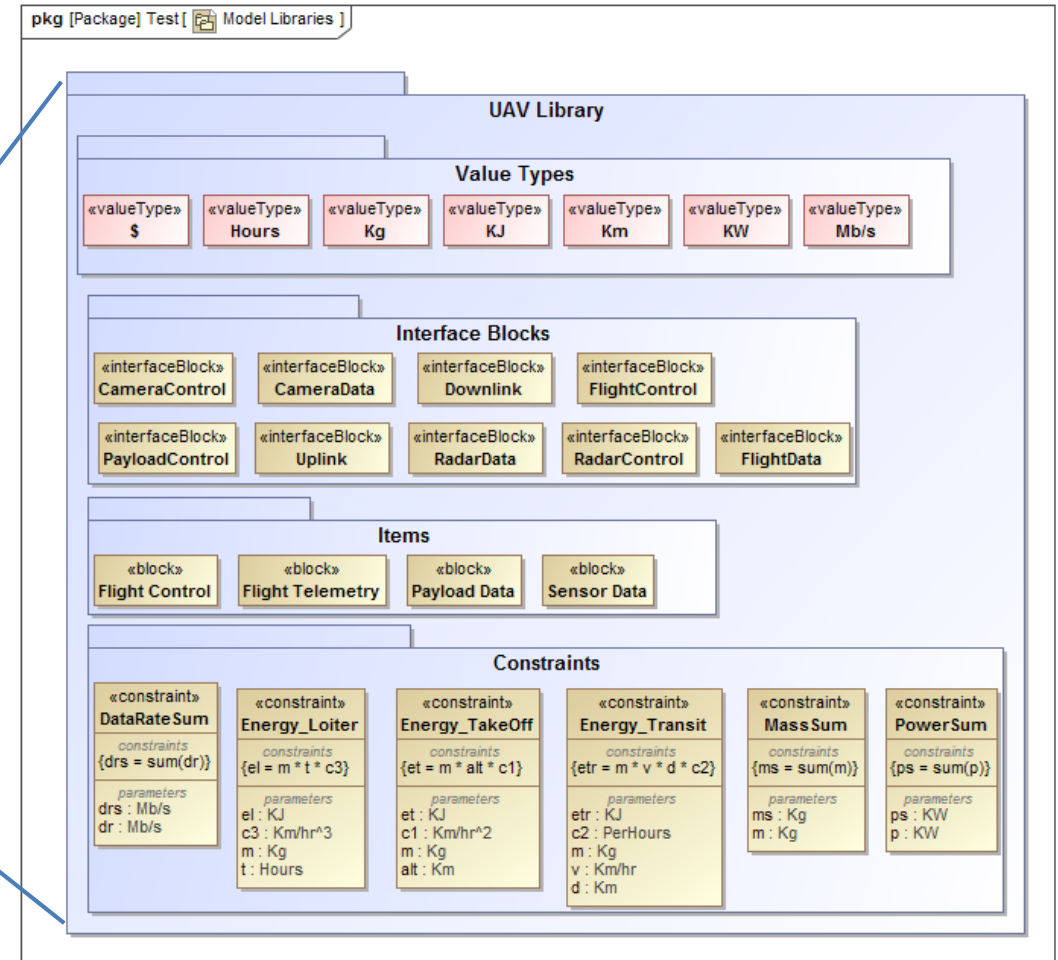 pkg [Package] Test [ Model Libraries ]
UAV Library
Value Types
«valueType» «valueType» «valueType» «valueType» «valueType» «valueType» «valueType»
$ Hours Kg KJ Km KW Mb/s
Interface Blocks
«interfaceBlock» «interfaceBlock» «interfaceBlock» «interfaceBlock»
CameraControl CameraData Downlink FlightControl
«interfaceBlock» «interfaceBlock» «interfaceBlock» «interfaceBlock» «interfaceBlock»
PayloadControl Uplink RadarData RadarControl FlightData
Items
«block» «block» «block» «block»
Flight Control Flight Telemetry Payload Data Sensor Data
Constraints
«constraint»
DataRateSum
constraints
{drs = sum(dr)}
parameters
drs : Mb/s
dr : Mb/s
«constraint»
Energy_Loiter
constraints
{el = m * t * c3}
parameters
el : KJ
c3 : Km/hr^3
m : Kg
t : Hours
«constraint»
Energy_TakeOff
constraints
{et = m * alt * c1}
parameters
et : KJ
c1 : Km/hr^2
m : Kg
alt : Km
«constraint»
Energy_Transit
constraints
{etr = m * v * d * c2}
parameters
etr : KJ
c2 : PerHours
m : Kg
v : Km/hr
d : Km
«constraint»
MassSum
constraints
{ms = sum(m)}
parameters
ms : Kg
m : Kg
«constraint»
PowerSum
constraints
{ps = sum(p)}
parameters
ps : KW
p : KW